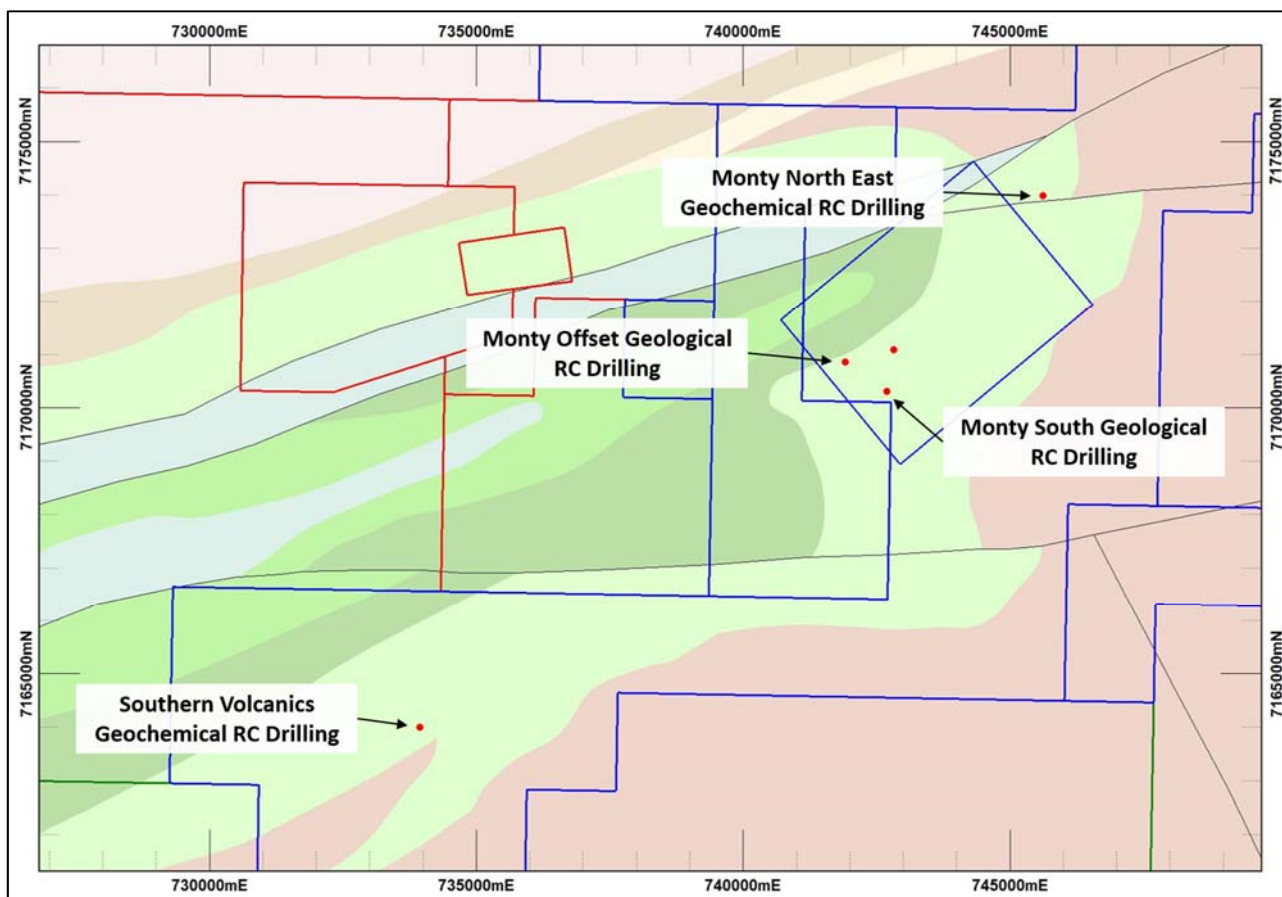 730000mE
735000mE
740000mE
745000mE
7175000mN
7175000mN
Monty North East
Geochemical RC Drilling
Monty Offset Geological
RC Drilling
7170000mN
7170000mN
Monty South Geological
RC Drilling
7165000mN
7165000mN
Southern Volcanics
Geochemical RC Drilling
730000mE
735000mE
740000mE
745000mE